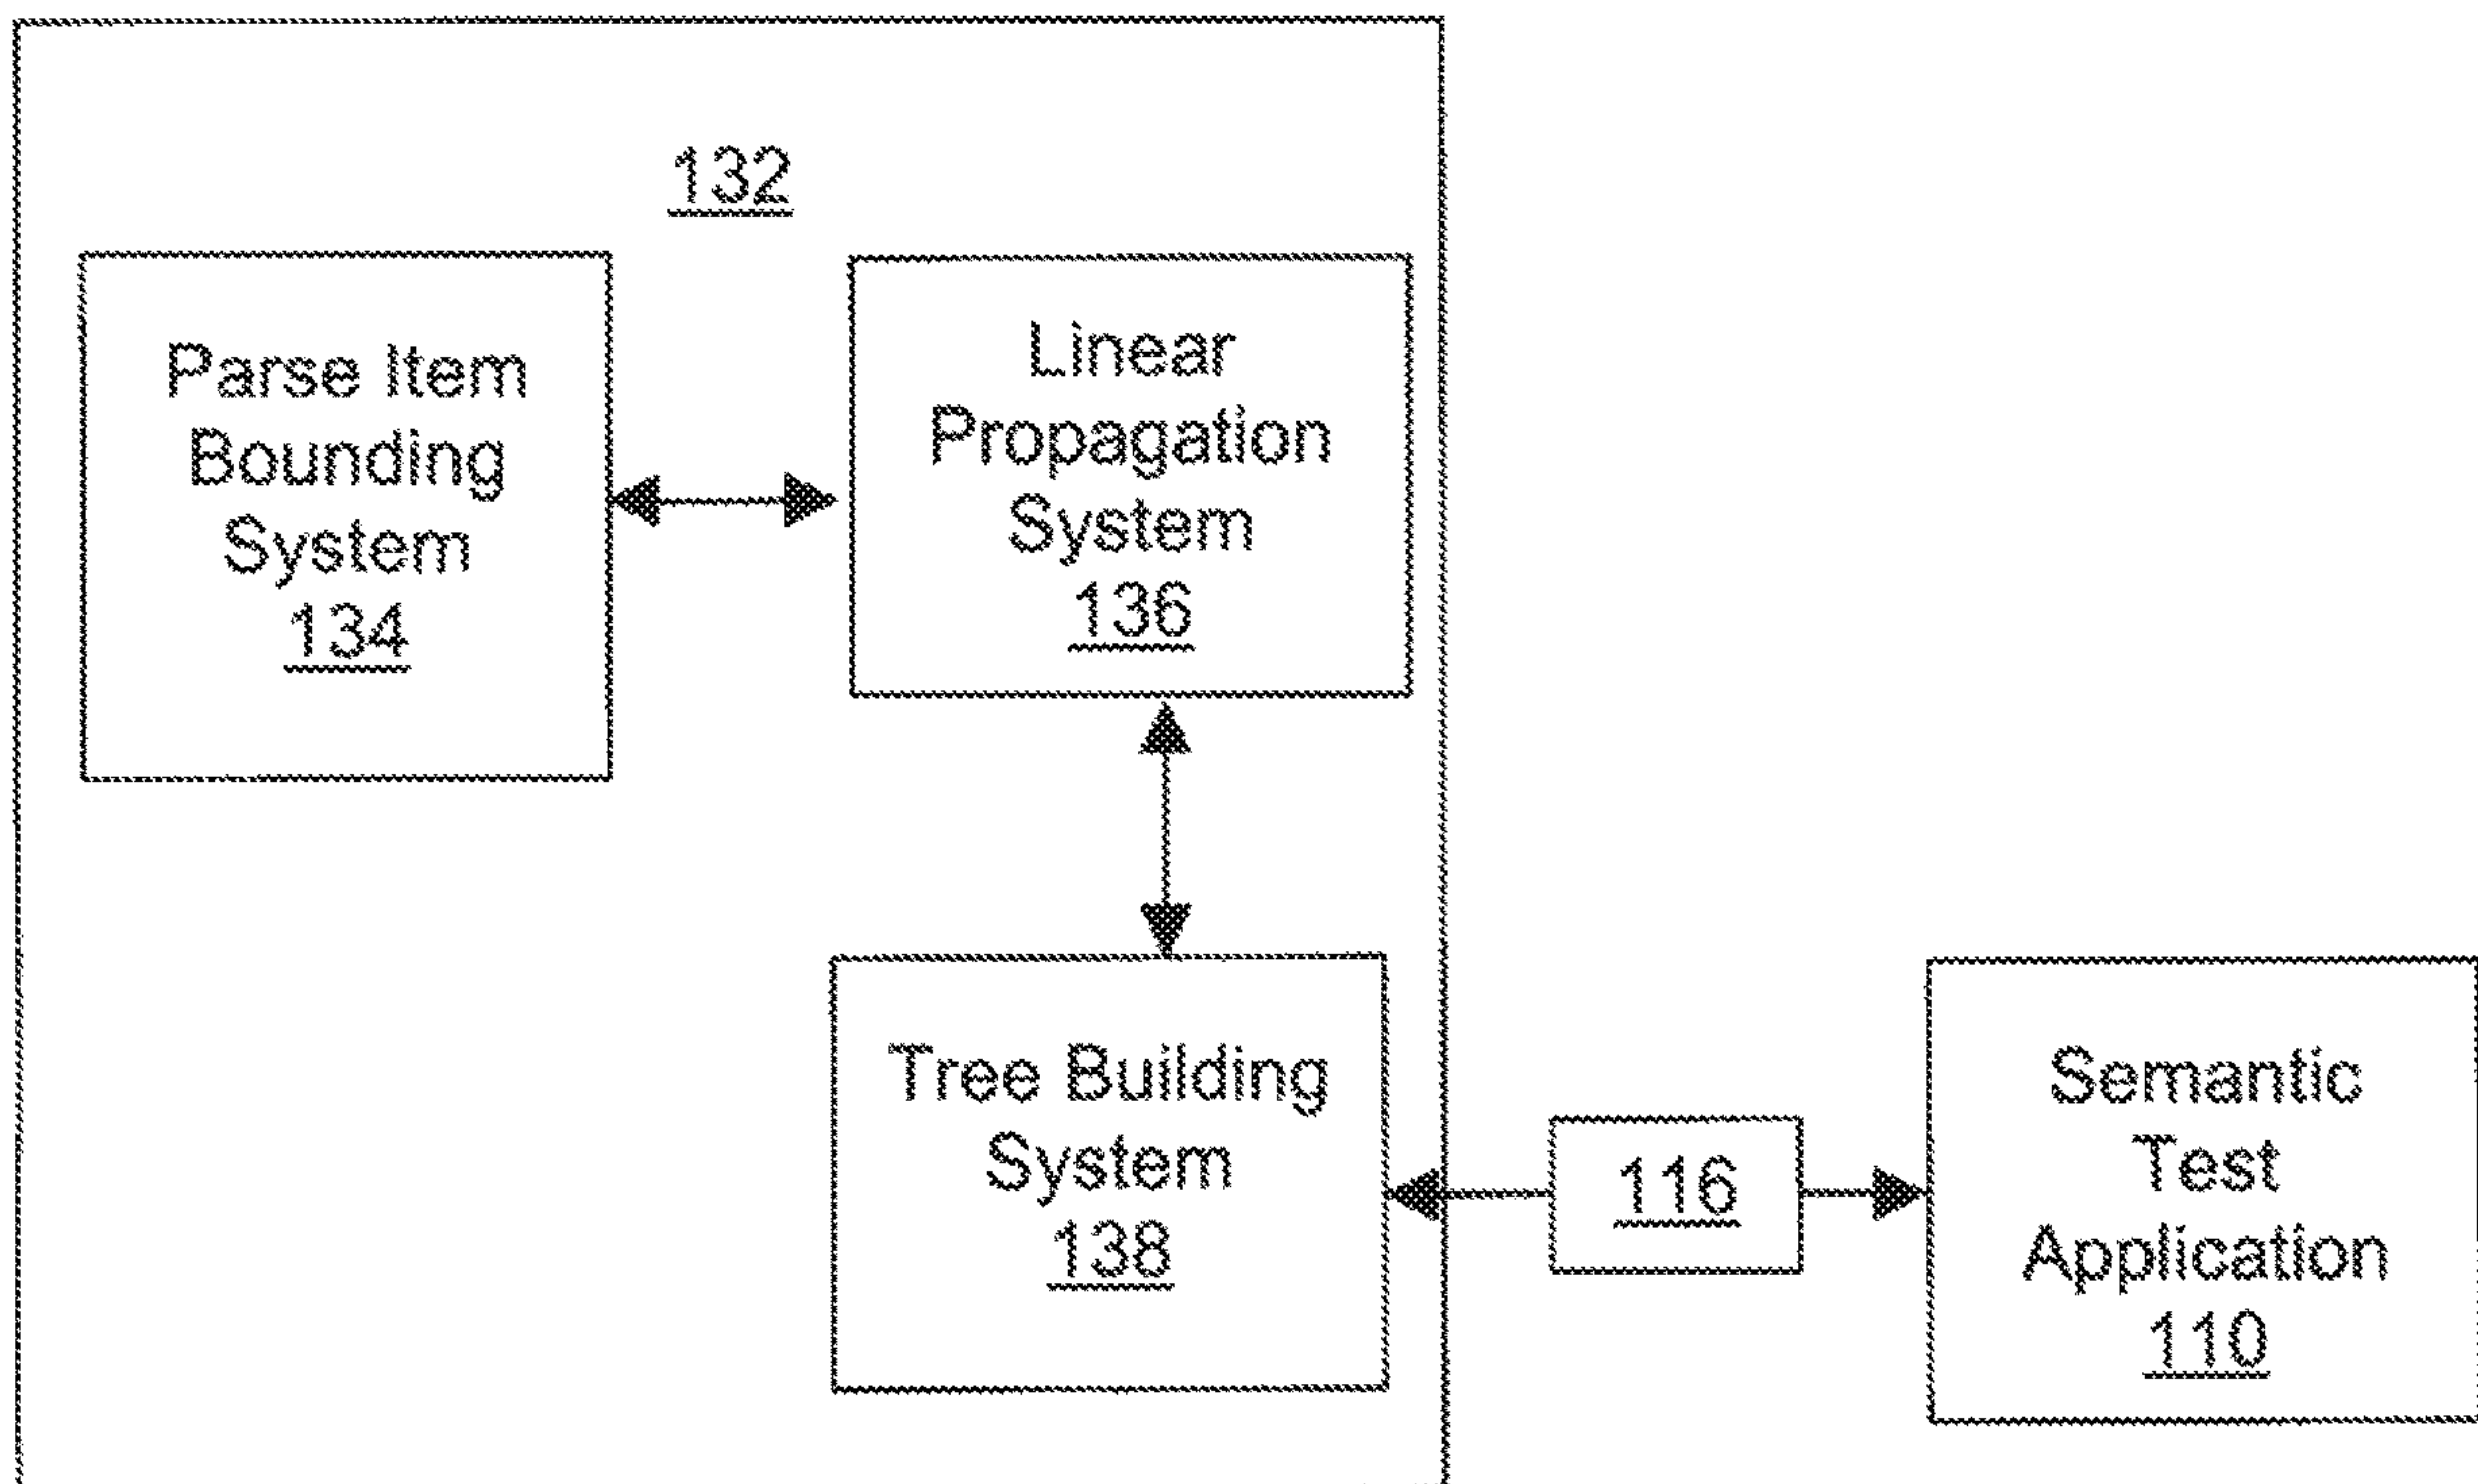 132
Parse Item
Bounding
System
134
Linear
Propagation
System
136
Tree Building
System
138
116
Semantic
Test
Application
110